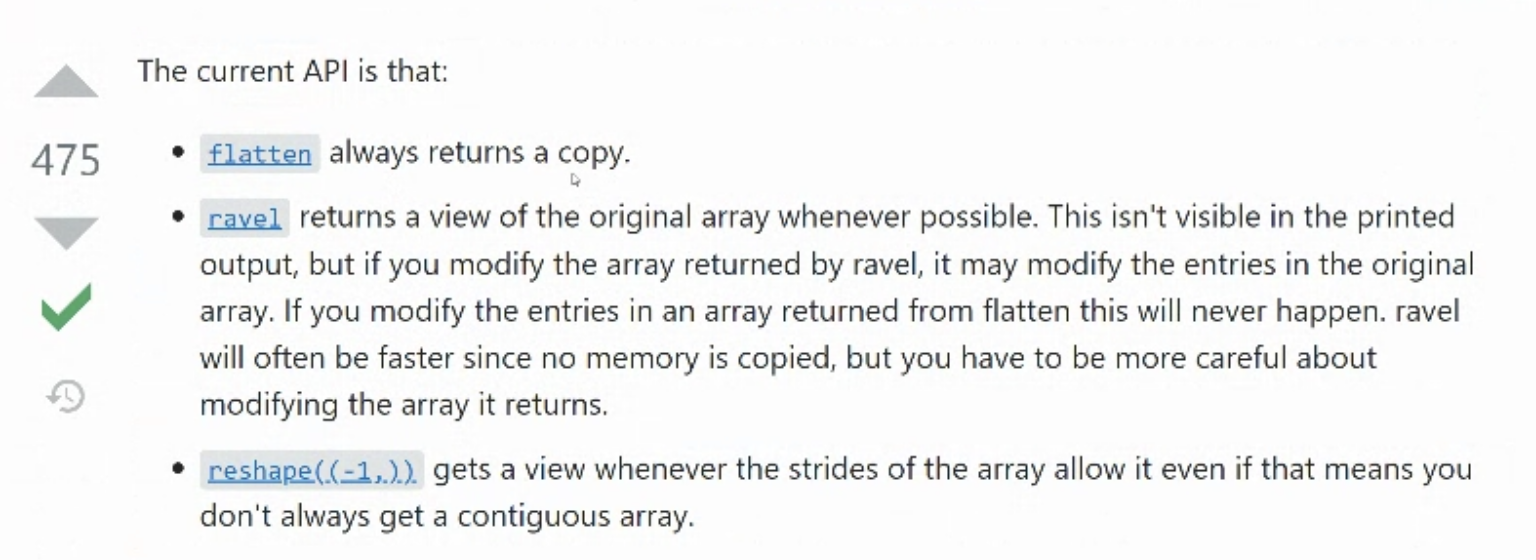 The current API is that:
475
• flatten always returns a copy.
• ravel returns a view of the original array whenever possible. This isn't visible in the printed
output, but if you modify the array returned by ravel, it may modify the entries in the original
array. If you modify the entries in an array returned from flatten this will never happen. ravel
will often be faster since no memory is copied, but you have to be more careful about
modifying the array it returns.
• reshape((-1,)) gets a view whenever the strides of the array allow it even if that means you
don't always get a contiguous array.